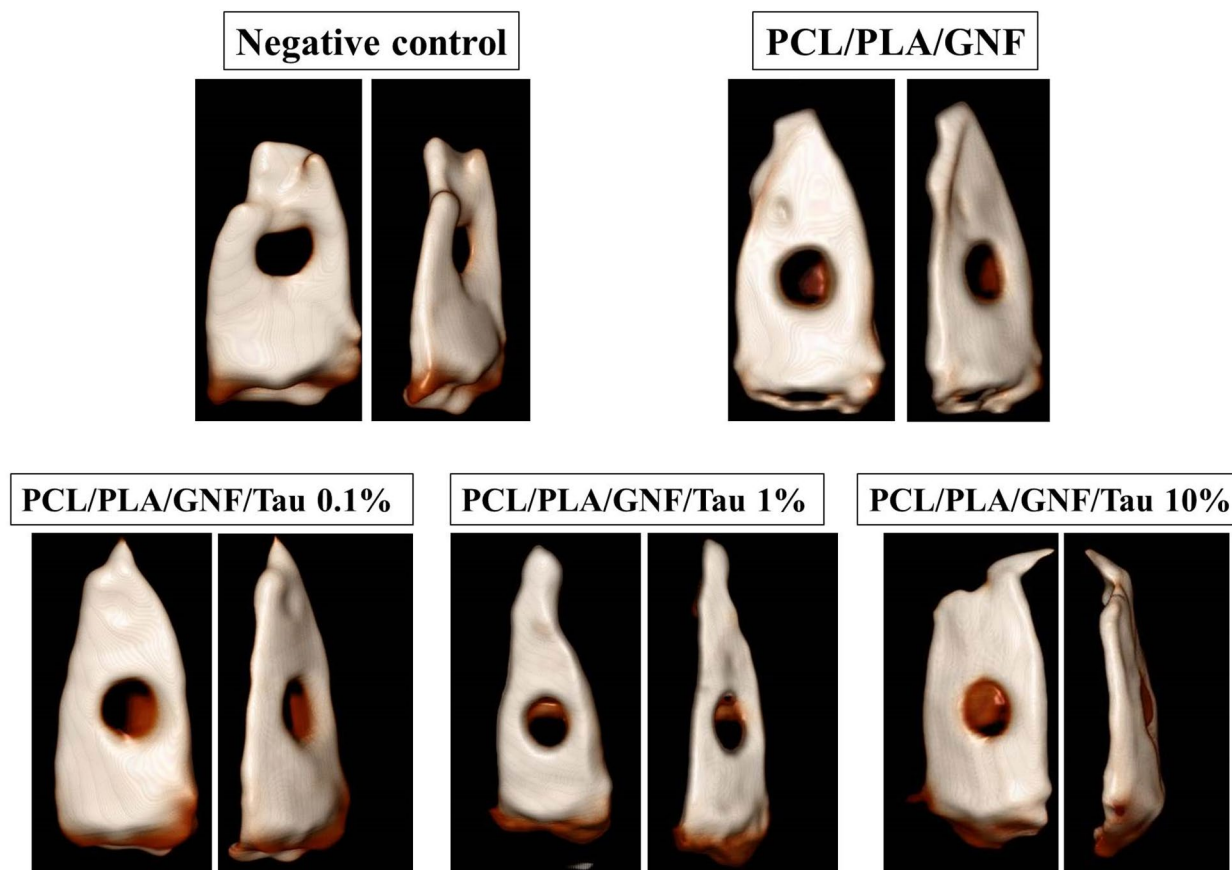 Negative control
PCL/PLA/GNF
PCL/PLA/GNF/Tau 0.1%
PCL/PLA/GNF/Tau 1%
PCL/PLA/GNF/Tau 10%